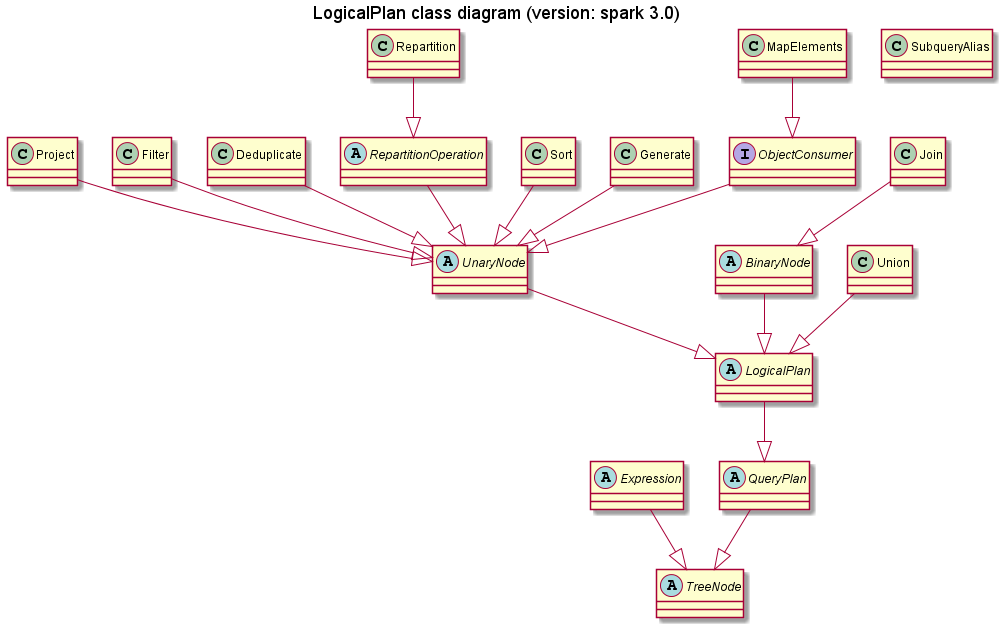 LogicalPlan class diagram (version: spark 3.0)
C Repartition
C MapElements
C SubqueryAlias
C Project
C Filter
C Deduplicate
A RepartitionOperation
C Sort
C Generate
I ObjectConsumer
C Join
A UnaryNode
A BinaryNode
C Union
A LogicalPlan
A Expression
A QueryPlan
A TreeNode